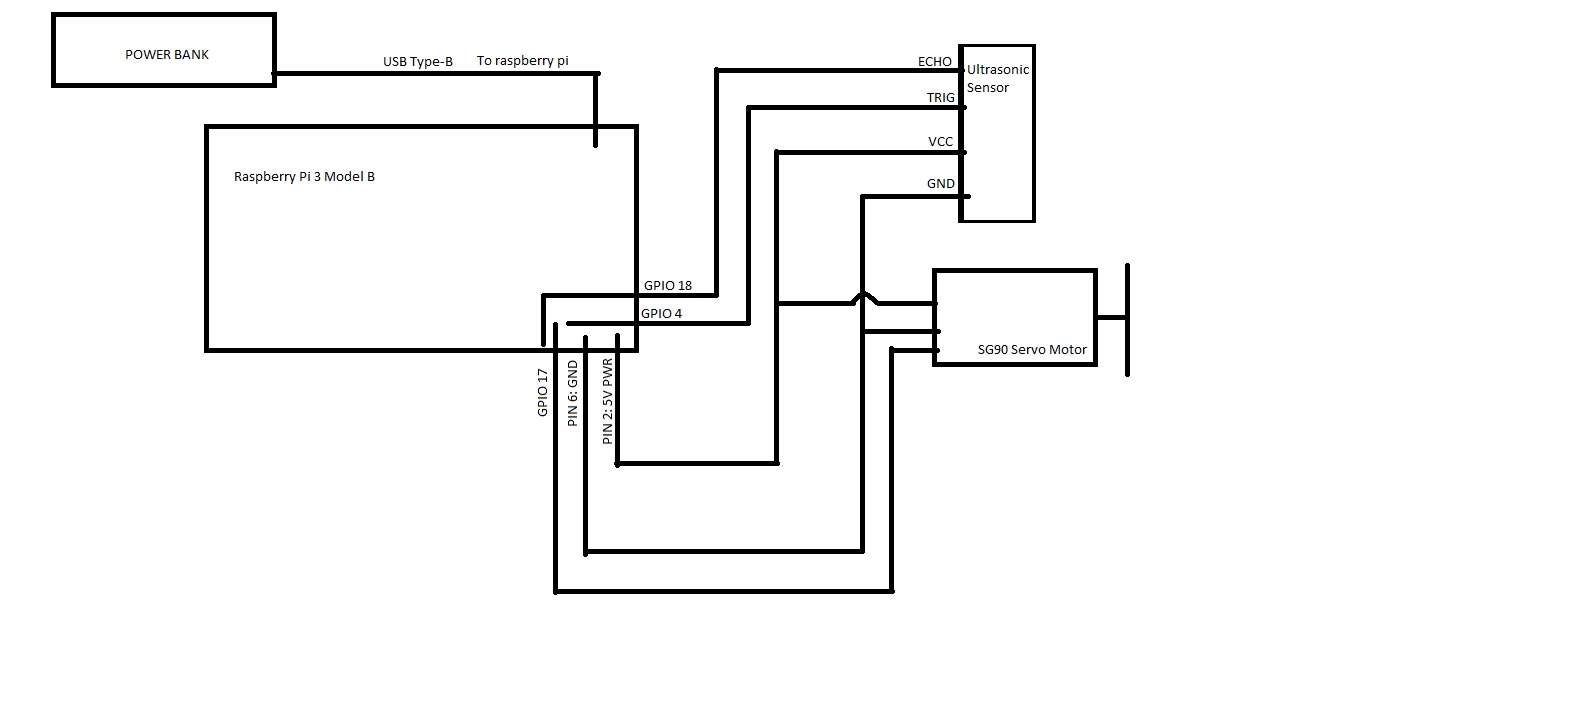 POWER BANK
USB Type-B
To raspberry pi
Raspberry Pi 3 Model B
ECHO
TRIG
VCC
GND
Ultrasonic
Sensor
GPIO 18
GPIO 4
GPIO 17
PIN 6: GND
PIN 2: 5V PWR
SG90 Servo Motor